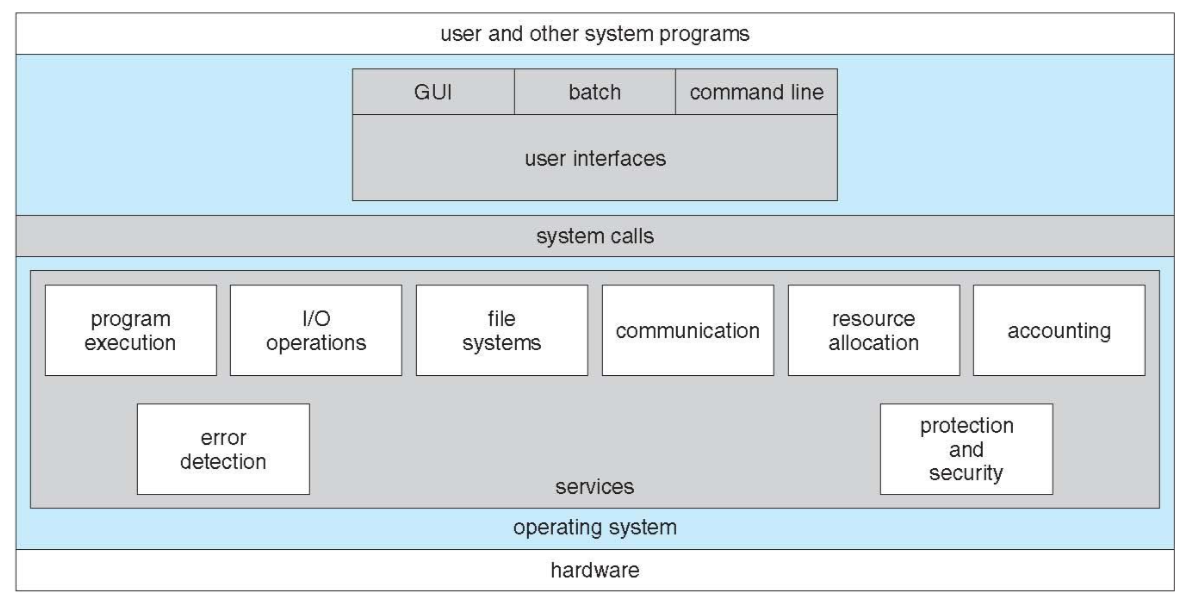 user and other system programs
GUI
batch
command line
user interfaces
system calls
program
execution
I/O
operations
file
systems
communication
resource
allocation
accounting
error
detection
protection
and
security
services
operating system
hardware